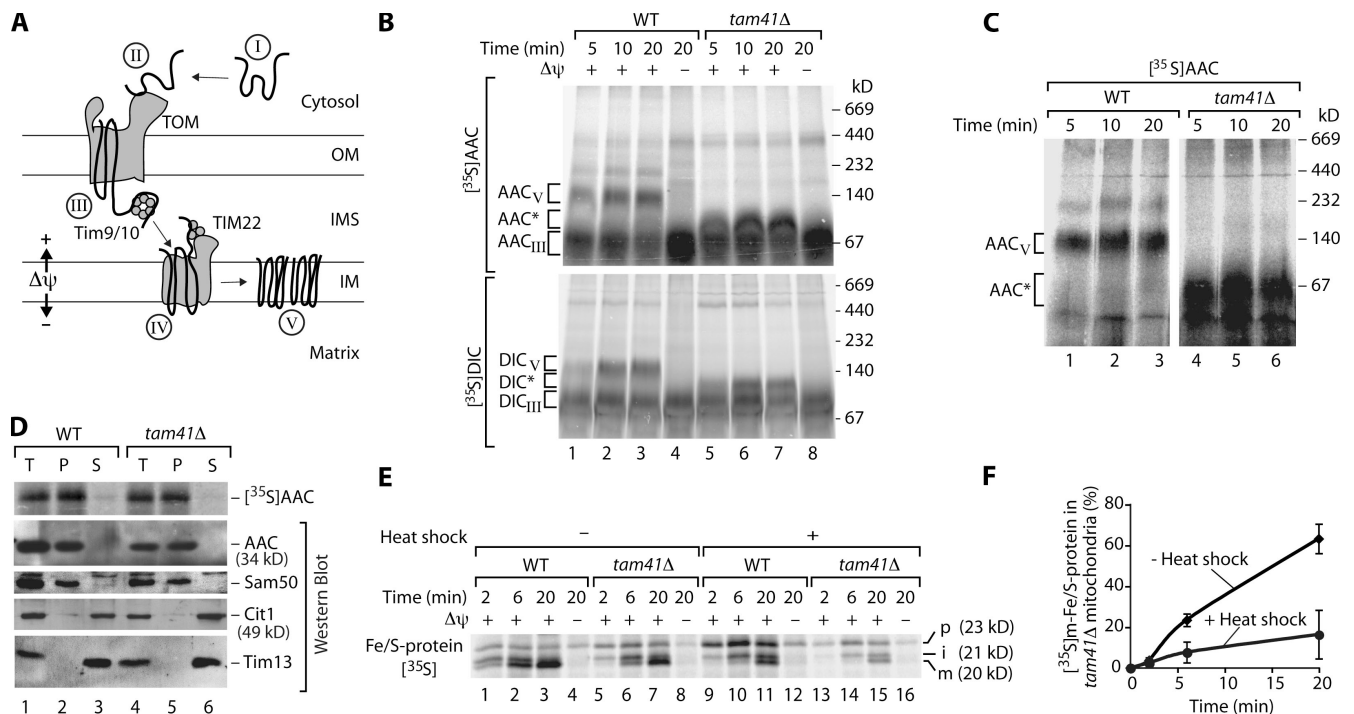 A
I
II
Cytosol
TOM
OM
III
Tim9/10
TIM22
IMS
+
Δψ
−
IM
IV
V
Matrix
B
WT tam41Δ
Time (min) 5 10 20 20 5 10 20 20
Δψ + + + − + + + −
kD
[35S]AAC
AACV
AAC*
AACIII
669
440
232
140
67
[35S]DIC
DICV
DIC*
DICIII
669
440
232
140
67
1 2 3 4 5 6 7 8
C
[35S]AAC
WT tam41Δ
Time (min) 5 10 20 5 10 20
kD
669
440
232
AACV 140
AAC* 67
1 2 3 4 5 6
D
WT tam41Δ
T P S T P S
[35S]AAC
AAC
(34 kD)
Sam50
Cit1
(49 kD)
Tim13
Western Blot
1 2 3 4 5 6
E
Heat shock − +
WT tam41Δ WT tam41Δ
Time (min) 2 6 20 20 2 6 20 20 2 6 20 20 2 6 20 20
Δψ + + + − + + + − + + + − + + + −
Fe/S-protein
[35S]
p (23 kD)
i (21 kD)
m (20 kD)
1 2 3 4 5 6 7 8 9 10 11 12 13 14 15 16
F
[35S]m-Fe/S-protein in
tam41Δ mitochondria (%)
80
60
40
20
0
- Heat shock
+ Heat shock
0 5 10 15 20
Time (min)